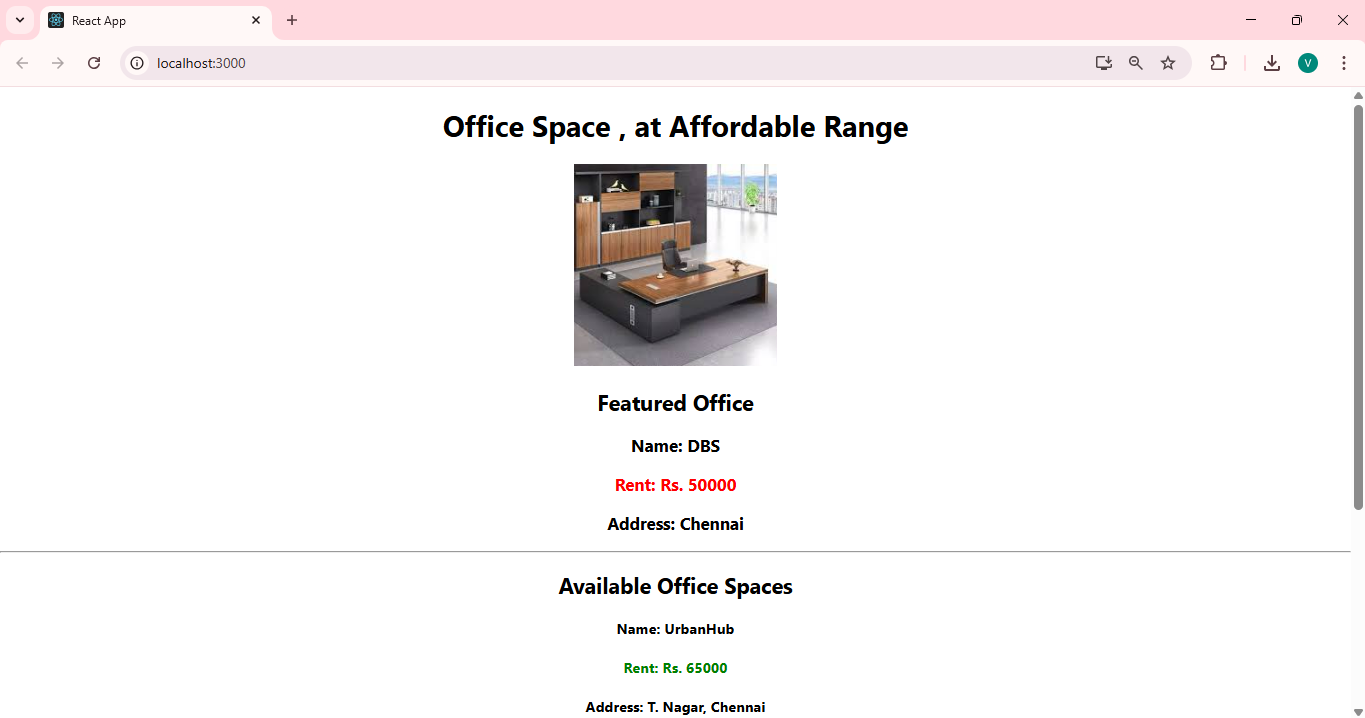 React App
localhost:3000
V
Office Space , at Affordable Range
Featured Office
Name: DBS
Rent: Rs. 50000
Address: Chennai
Available Office Spaces
Name: UrbanHub
Rent: Rs. 65000
Address: T. Nagar, Chennai